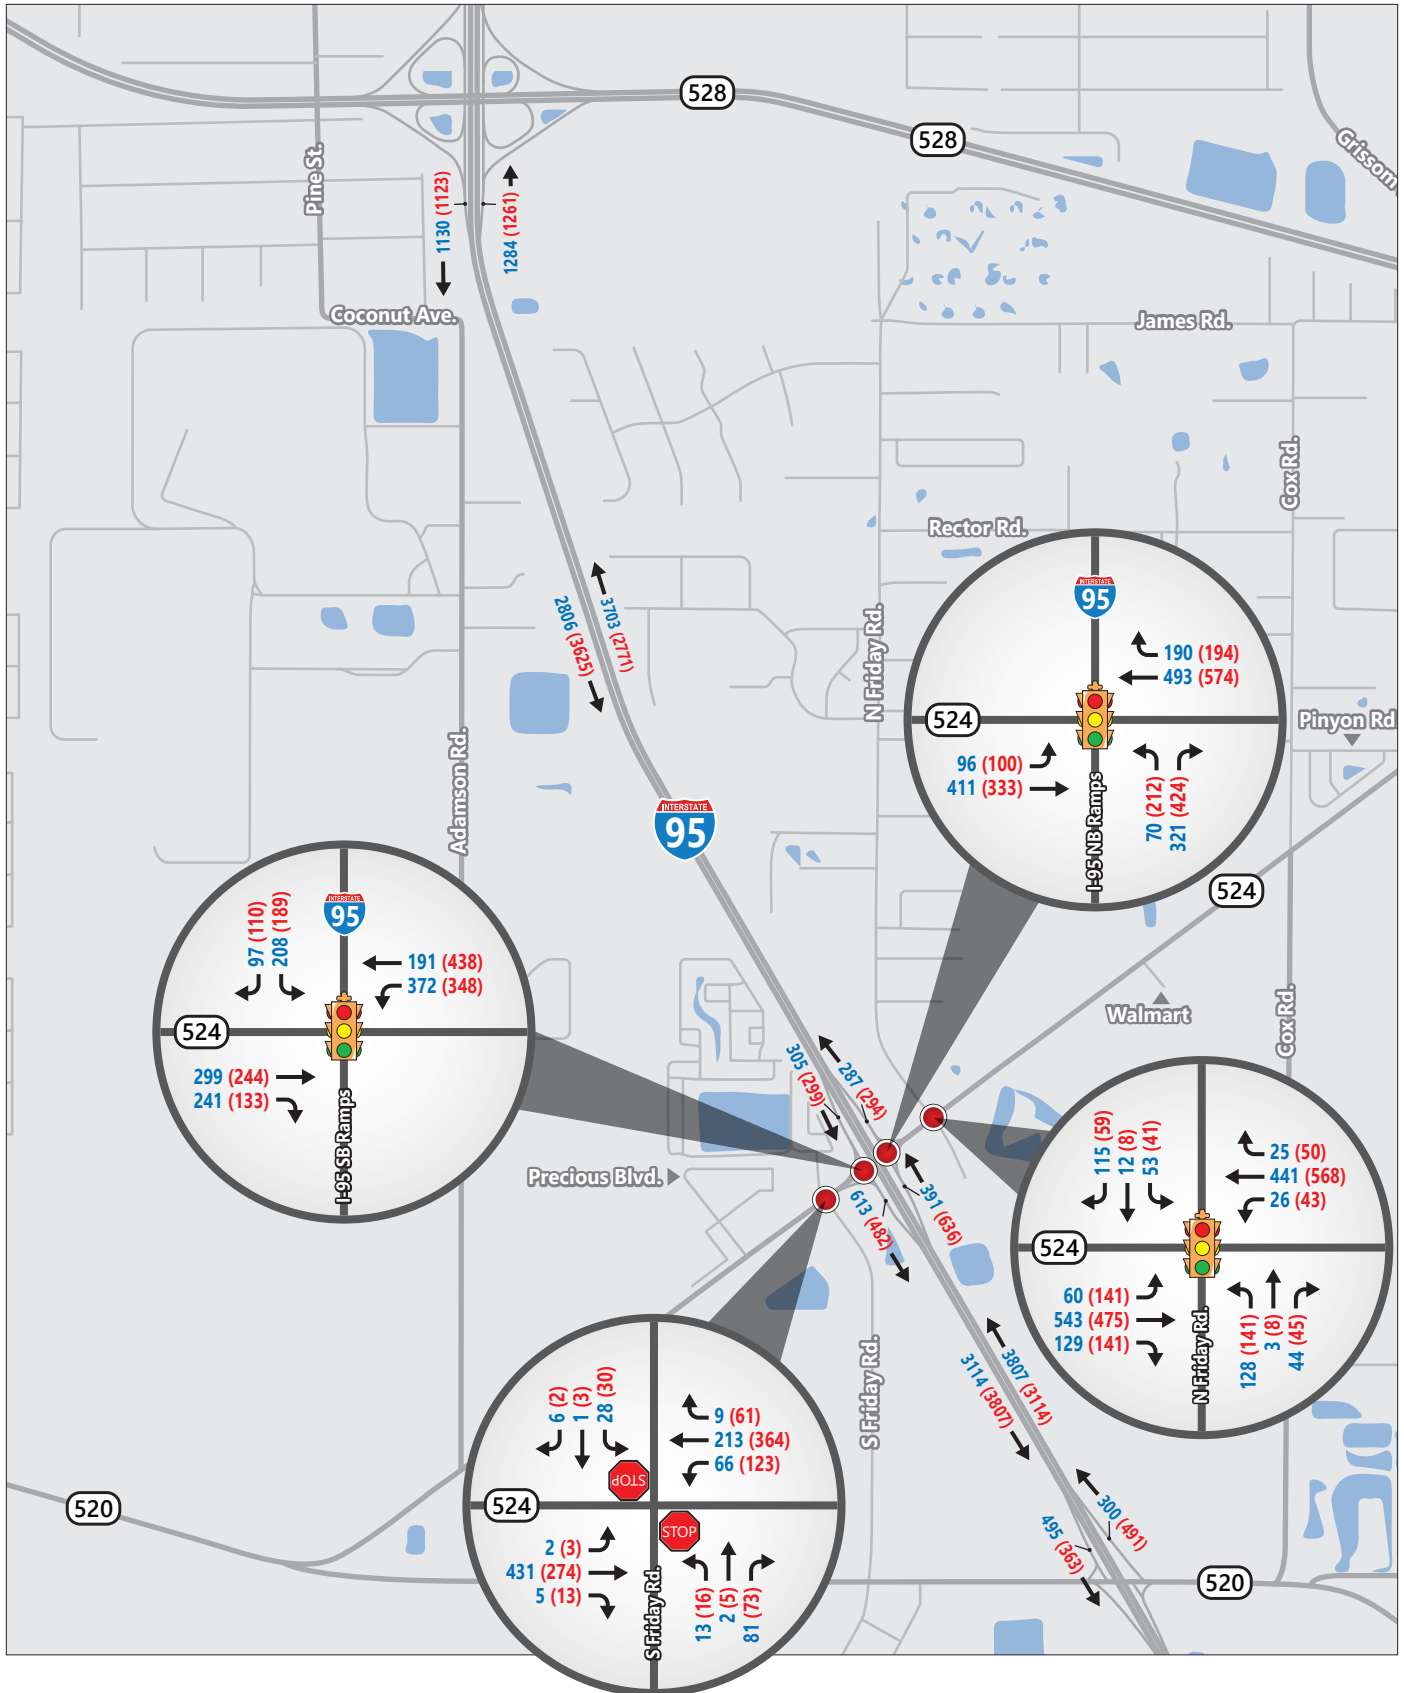 528
528
Grissom
Pine St.
1130 (1123)
1284 (1261)
Coconut Ave.
James Rd.
Cox Rd.
Rector Rd.
INTERSTATE
95
190 (194)
493 (574)
524
96 (100)
411 (333)
70 (212)
321 (424)
I-95 NB Ramps
2806 (3625)
3703 (2771)
N Friday Rd.
Pinyon Rd
Adamson Rd.
INTERSTATE
95
524
INTERSTATE
95
97 (110)
208 (189)
191 (438)
372 (348)
524
299 (244)
241 (133)
I-95 SB Ramps
Walmart
Cox Rd.
305 (299)
287 (294)
Precious Blvd.
613 (482)
391 (636)
115 (59)
12 (8)
53 (41)
25 (50)
441 (568)
26 (43)
524
60 (141)
543 (475)
129 (141)
128 (141)
3 (8)
44 (45)
N Friday Rd.
S Friday Rd.
3114 (3807)
3807 (3114)
6 (2)
1 (3)
28 (30)
9 (61)
213 (364)
66 (123)
STOP
524
STOP
2 (3)
431 (274)
5 (13)
13 (16)
2 (5)
81 (73)
S Friday Rd.
520
495 (363)
300 (491)
520